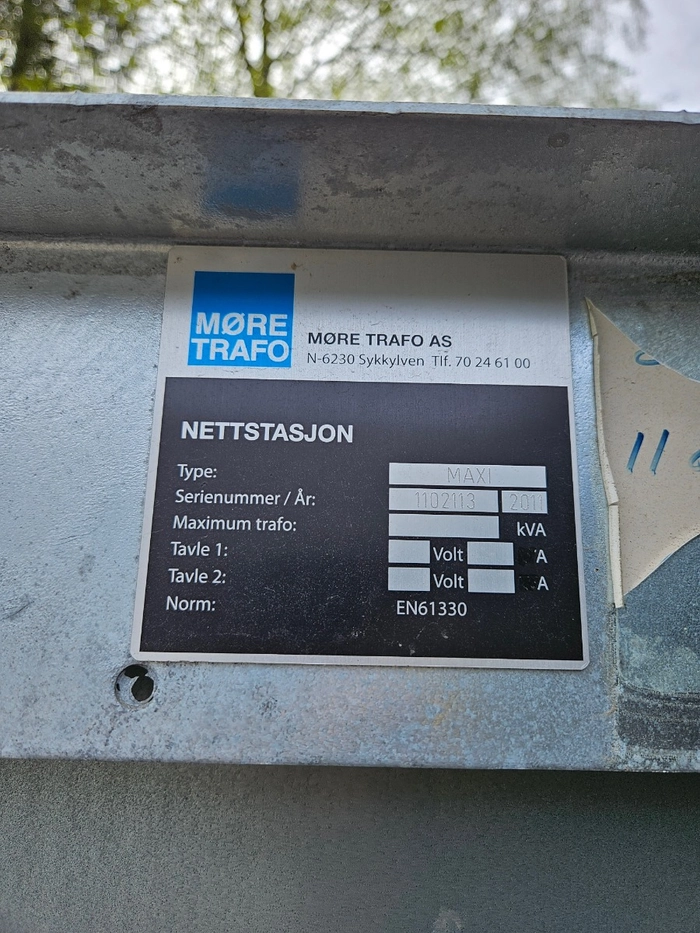 MØRE
TRAFO
MØRE TRAFO AS
N-6230 Sykkylven Tlf. 70 24 61 00
NETTSTASJON
Type: MAXI
Serienummer / År: 1102113 2011
Maximum trafo: kVA
Tavle 1: Volt A
Tavle 2: Volt A
Norm: EN61330
11